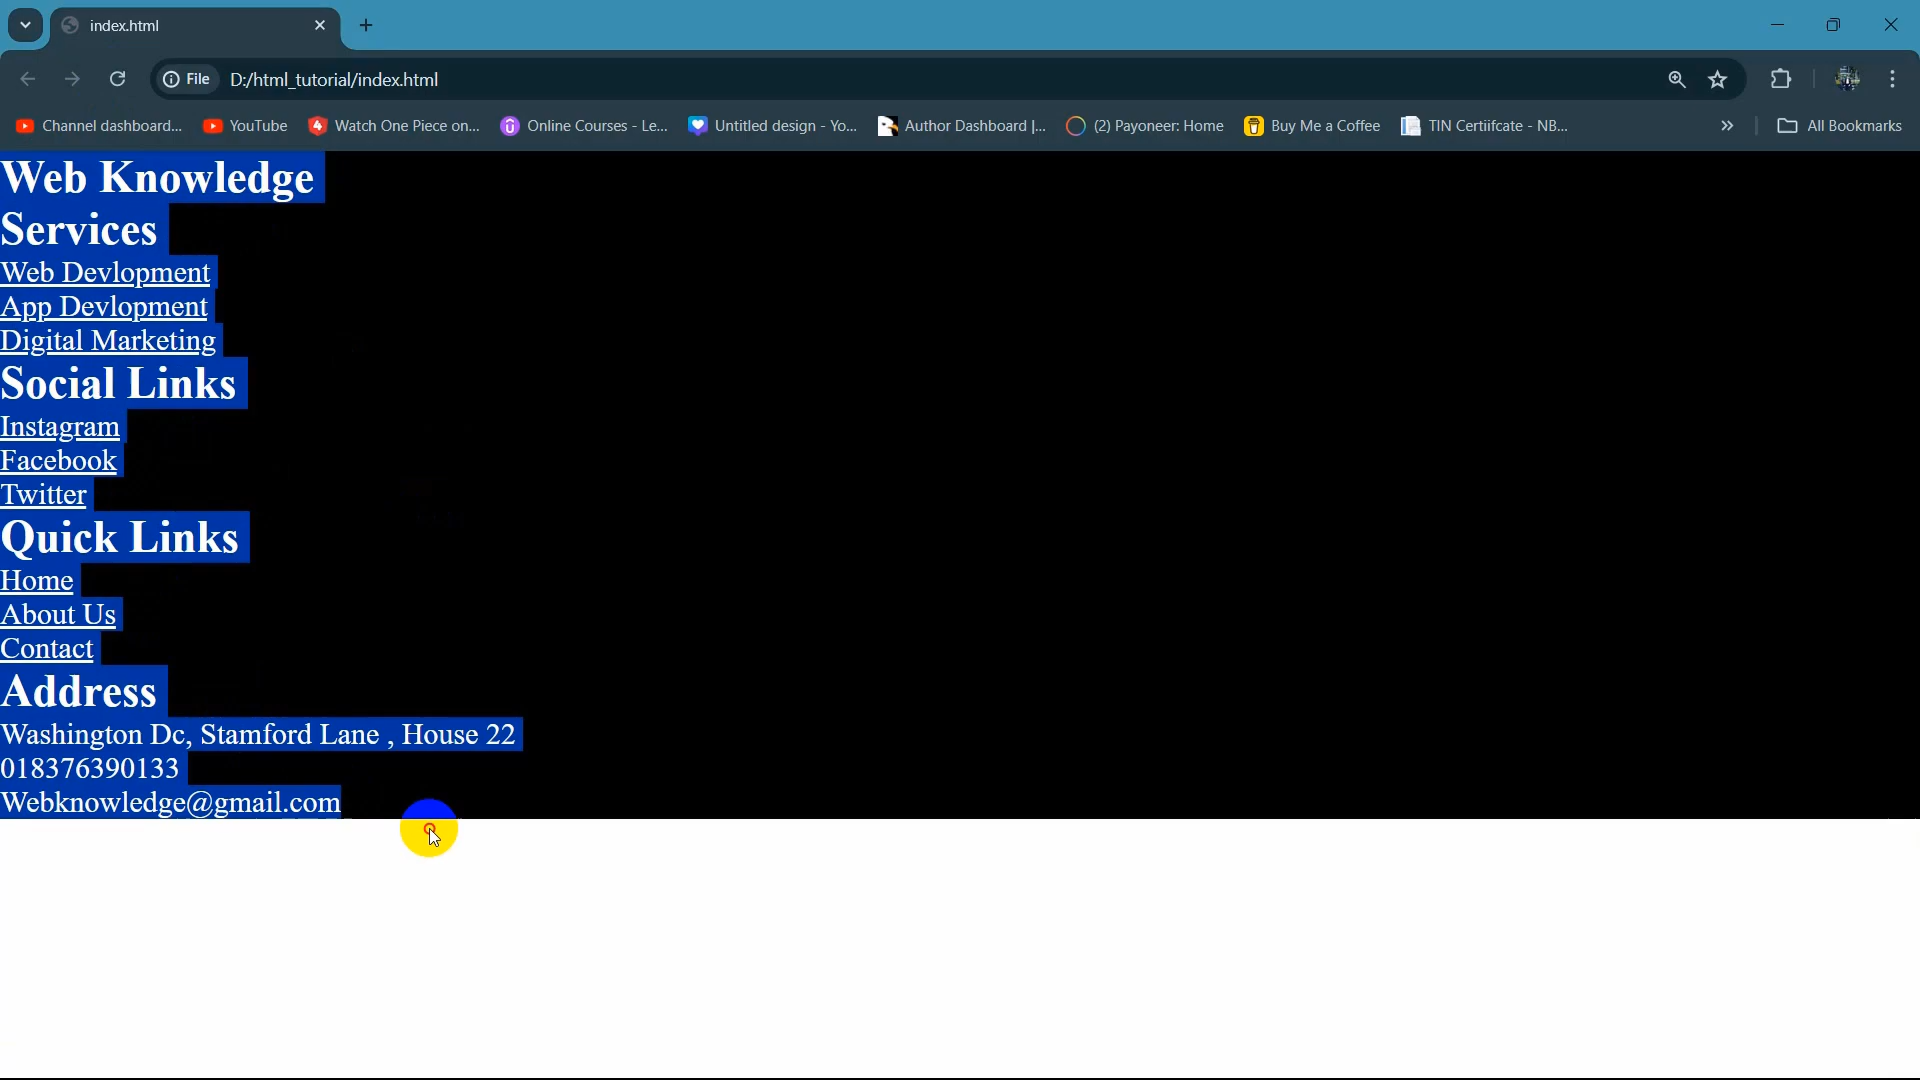 index.html
File D:/html_tutorial/index.html
Channel dashboard... YouTube Watch One Piece on... Online Courses - Le... Untitled design - Yo... Author Dashboard |... (2) Payoneer: Home Buy Me a Coffee TIN Certiifcate - NB... » All Bookmarks
Web Knowledge
Services
Web Devlopment
App Devlopment
Digital Marketing
Social Links
Instagram
Facebook
Twitter
Quick Links
Home
About Us
Contact
Address
Washington Dc, Stamford Lane , House 22
018376390133
Webknowledge@gmail.com